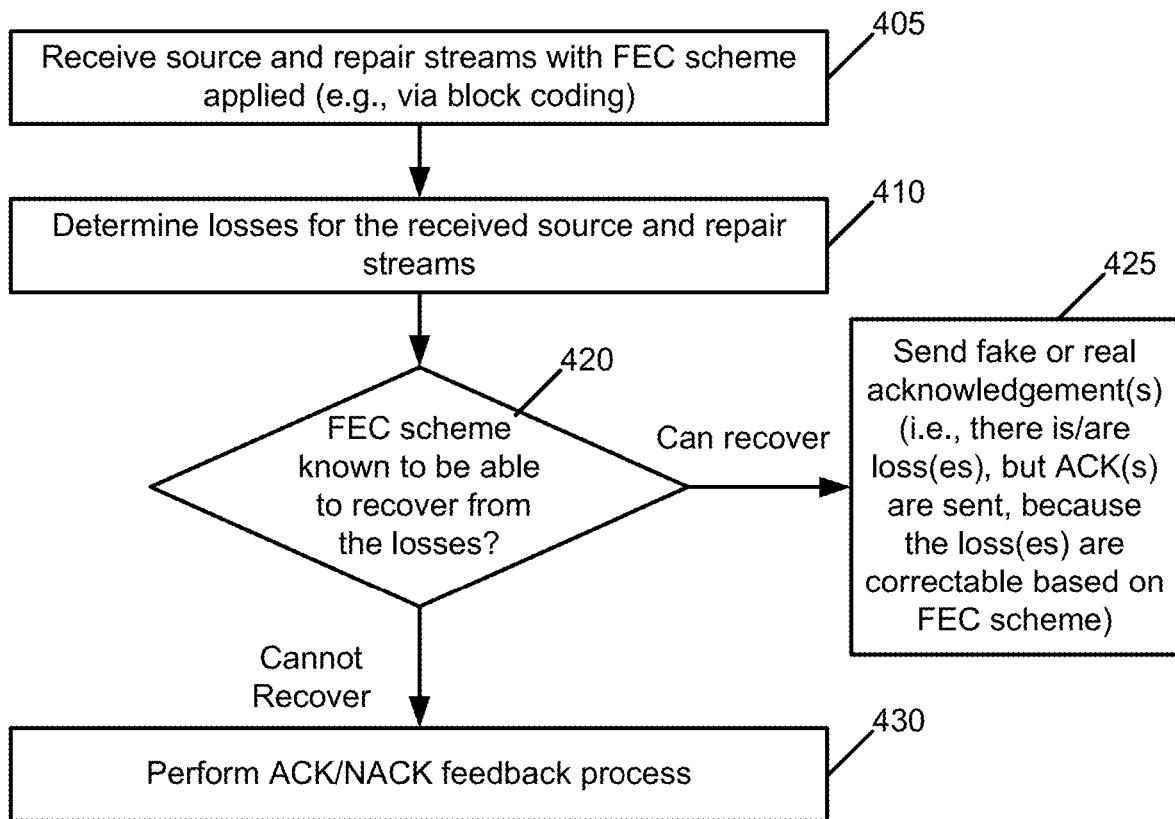 405
Receive source and repair streams with FEC scheme
applied (e.g., via block coding)
410
Determine losses for the received source and repair
streams
420
FEC scheme
known to be able
to recover from
the losses?
Can recover
425
Send fake or real
acknowledgement(s)
(i.e., there is/are
loss(es), but ACK(s)
are sent, because
the loss(es) are
correctable based on
FEC scheme)
Cannot
Recover
430
Perform ACK/NACK feedback process